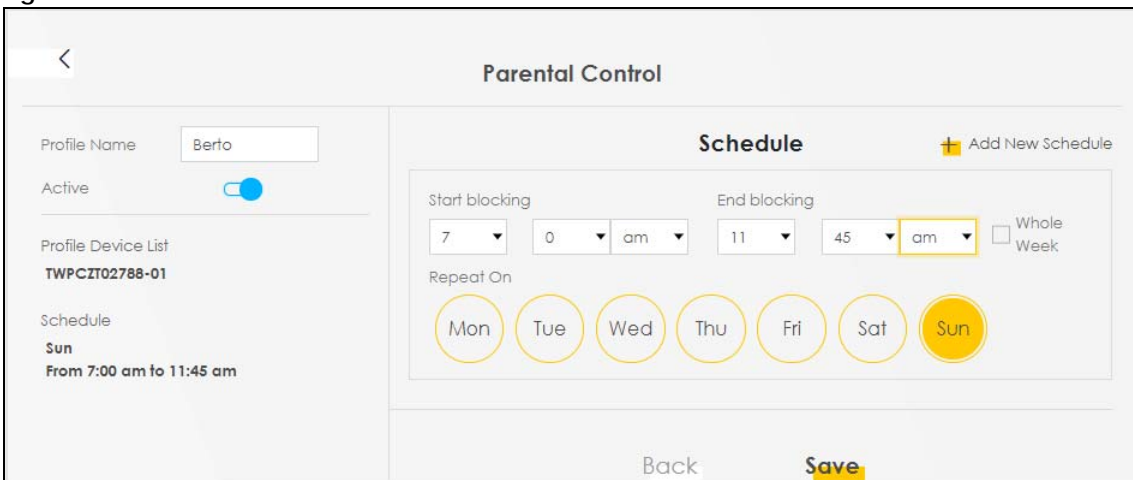 Parental Control
Profile Name Berto
Active
Profile Device List
TWPCZT02788-01
Schedule
Sun
From 7:00 am to 11:45 am
Schedule
+ Add New Schedule
Start blocking End blocking
7 0 am 11 45 am Whole Week
Repeat On
Mon Tue Wed Thu Fri Sat Sun
Back Save